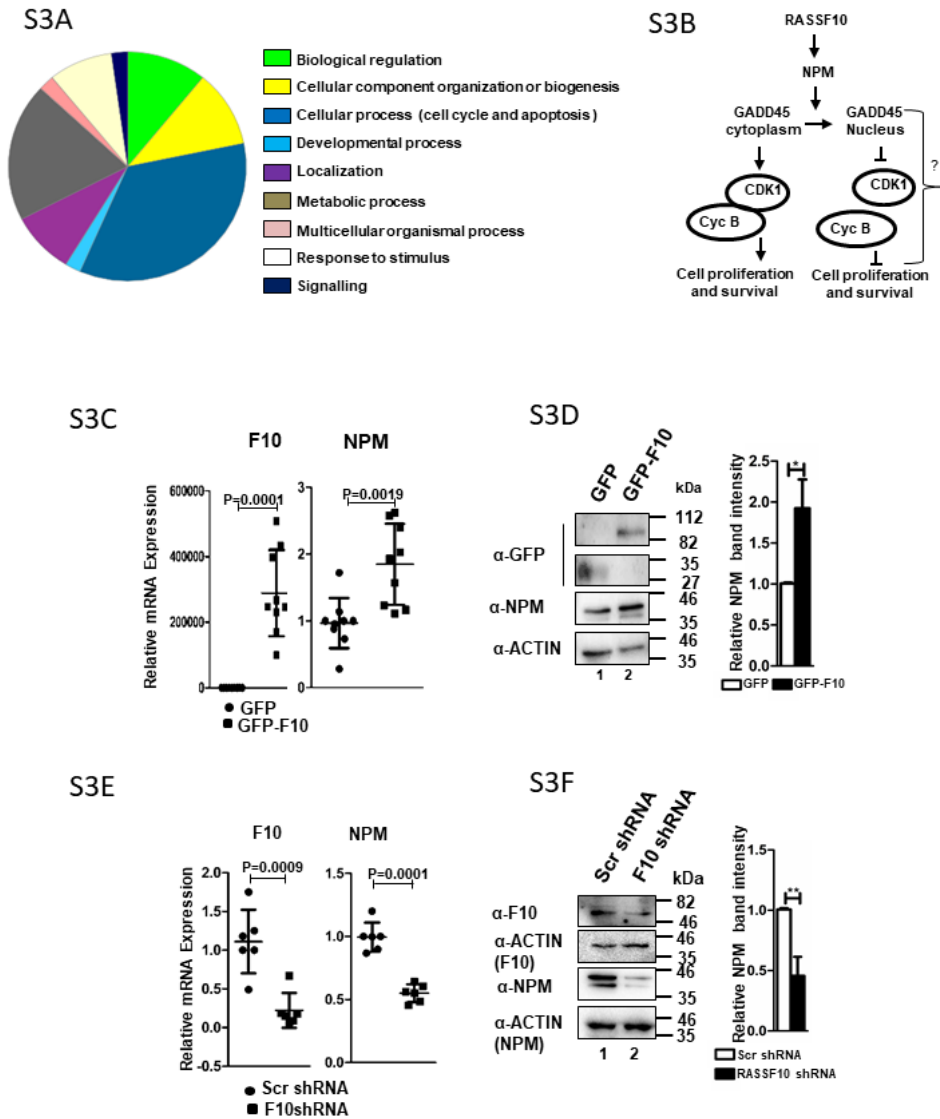 S3A
Biological regulation
Cellular component organization or biogenesis
Cellular process (cell cycle and apoptosis)
Developmental process
Localization
Metabolic process
Multicellular organismal process
Response to stimulus
Signalling
S3B
RASSF10
NPM
GADD45
cytoplasm
GADD45
Nucleus
CDK1
Cyc B
CDK1
Cyc B
?
Cell proliferation
and survival
Cell proliferation
and survival
S3C
F10
NPM
P=0.0001
P=0.0019
Relative mRNA Expression
600000
400000
200000
0
3
2
1
0
GFP
GFP-F10
S3D
GFP
GFP-F10
kDa
α-GFP
112
82
35
27
α-NPM
46
35
α-ACTIN
46
35
1 2
Relative NPM band intensity
2.5
2.0
1.5
1.0
0.5
0.0
*
GFP GFP-F10
S3E
F10
NPM
P=0.0009
P=0.0001
Relative mRNA Expression
2.0
1.5
1.0
0.5
0.0
-0.5
1.5
1.0
0.5
0.0
Scr shRNA
F10shRNA
S3F
Scr shRNA
F10 shRNA
kDa
α-F10
82
46
α-ACTIN
(F10)
46
35
α-NPM
46
35
α-ACTIN
(NPM)
46
35
1 2
Relative NPM band intensity
1.5
1.0
0.5
0.0
**
Scr shRNA
RASSF10 shRNA